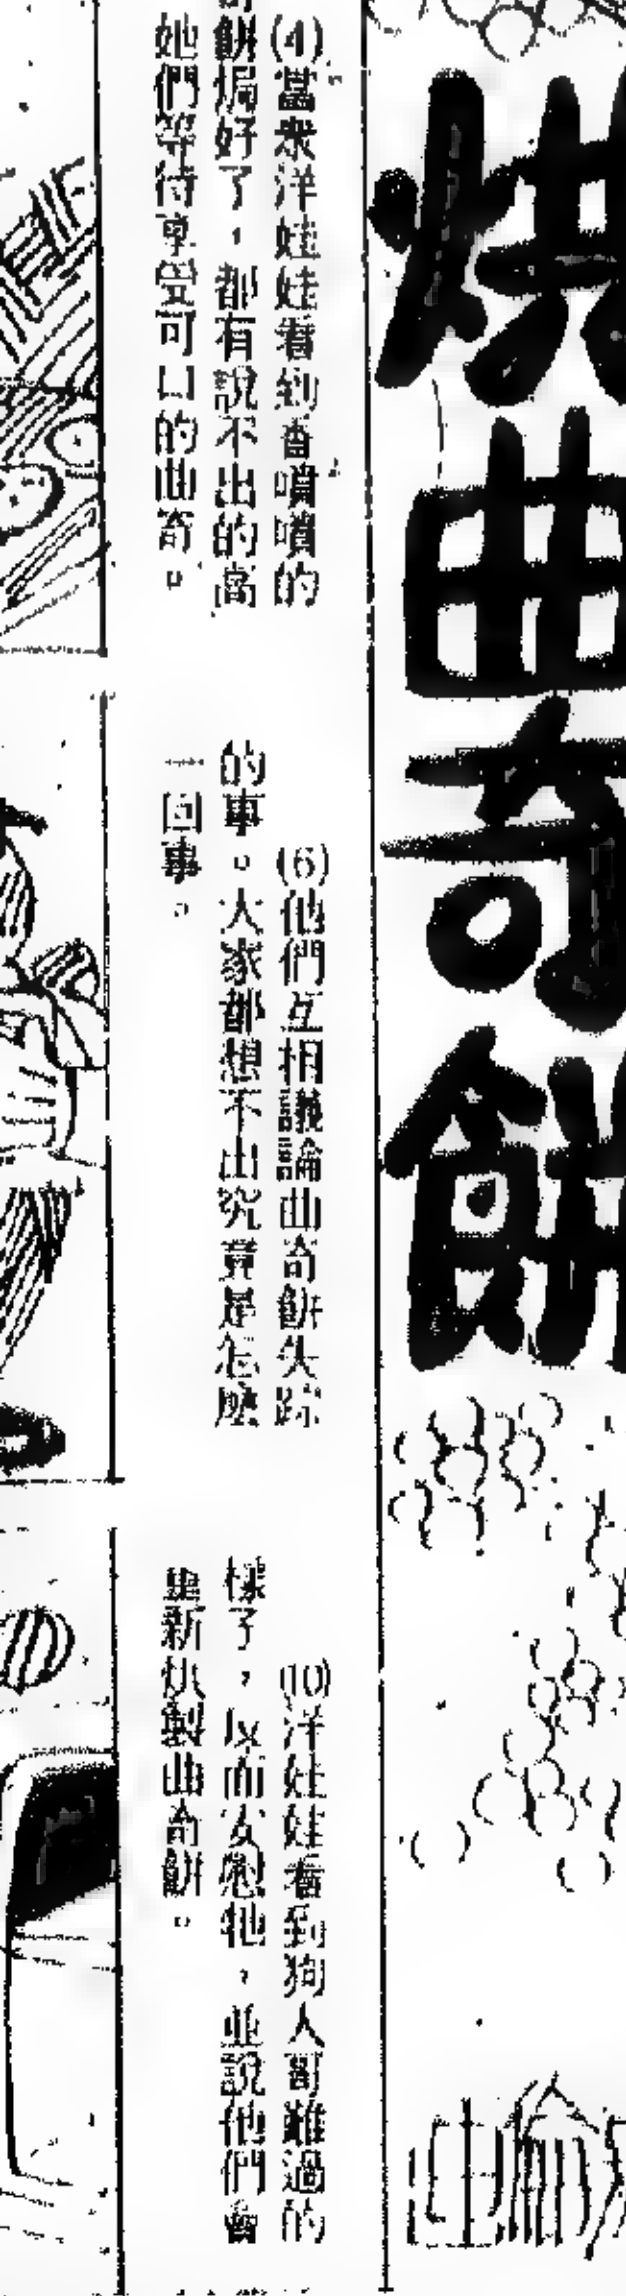 烘曲奇餅
(4)當衆洋娃娃看到香噴噴的
餅焗好了，都有說不出的高
她們等待享受可口的曲奇。
(6)他們互相議論曲奇餅失踪
的事。大家都想不出究竟是怎麼
一回事。
(10)洋娃娃看到狗大哥難過的
樣子，反而安慰牠，並說他們會
重新烘製曲奇餅。